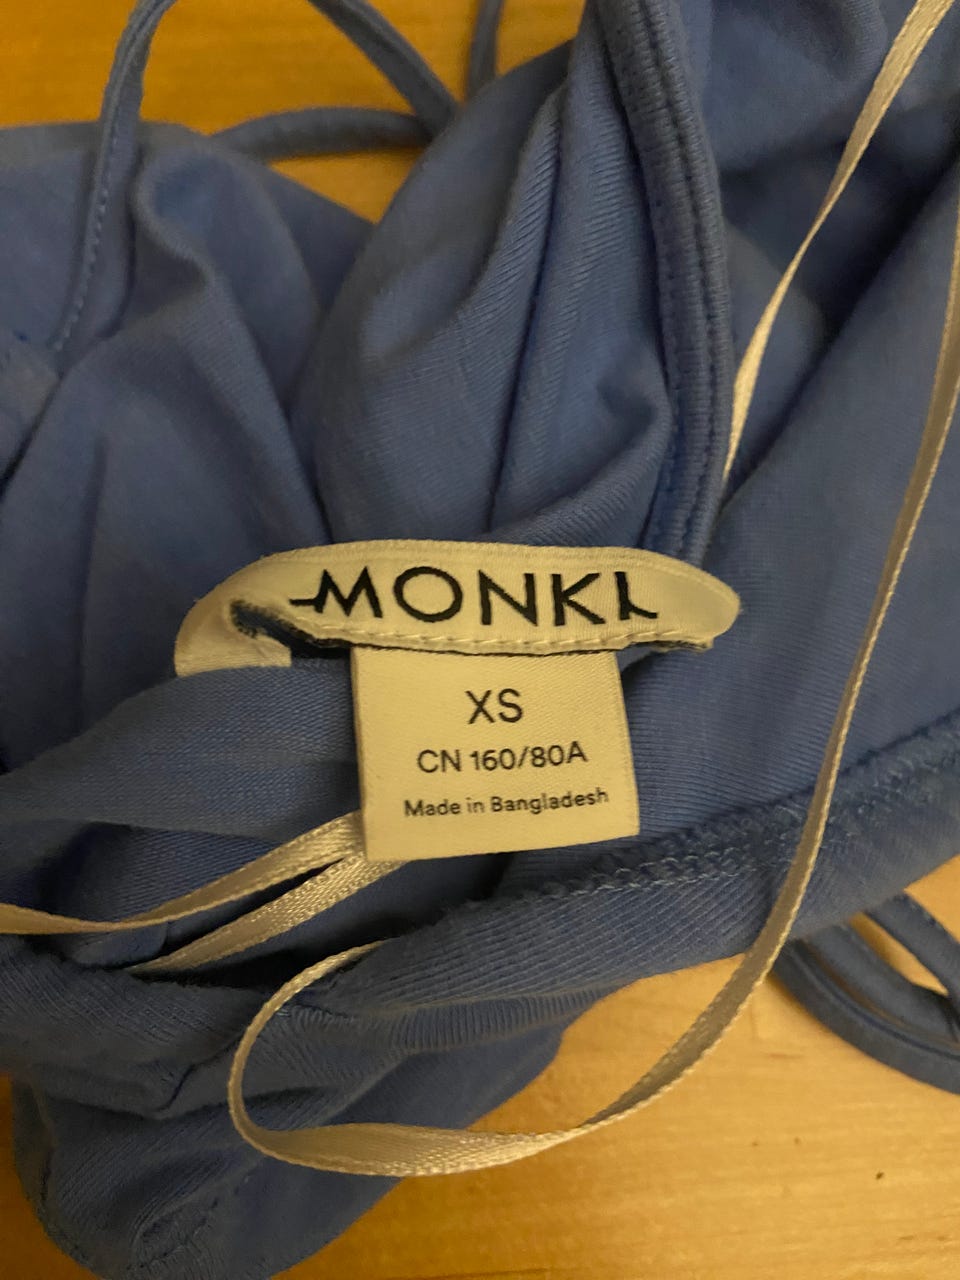 MONKI
XS
CN 160/80A
Made in Bangladesh